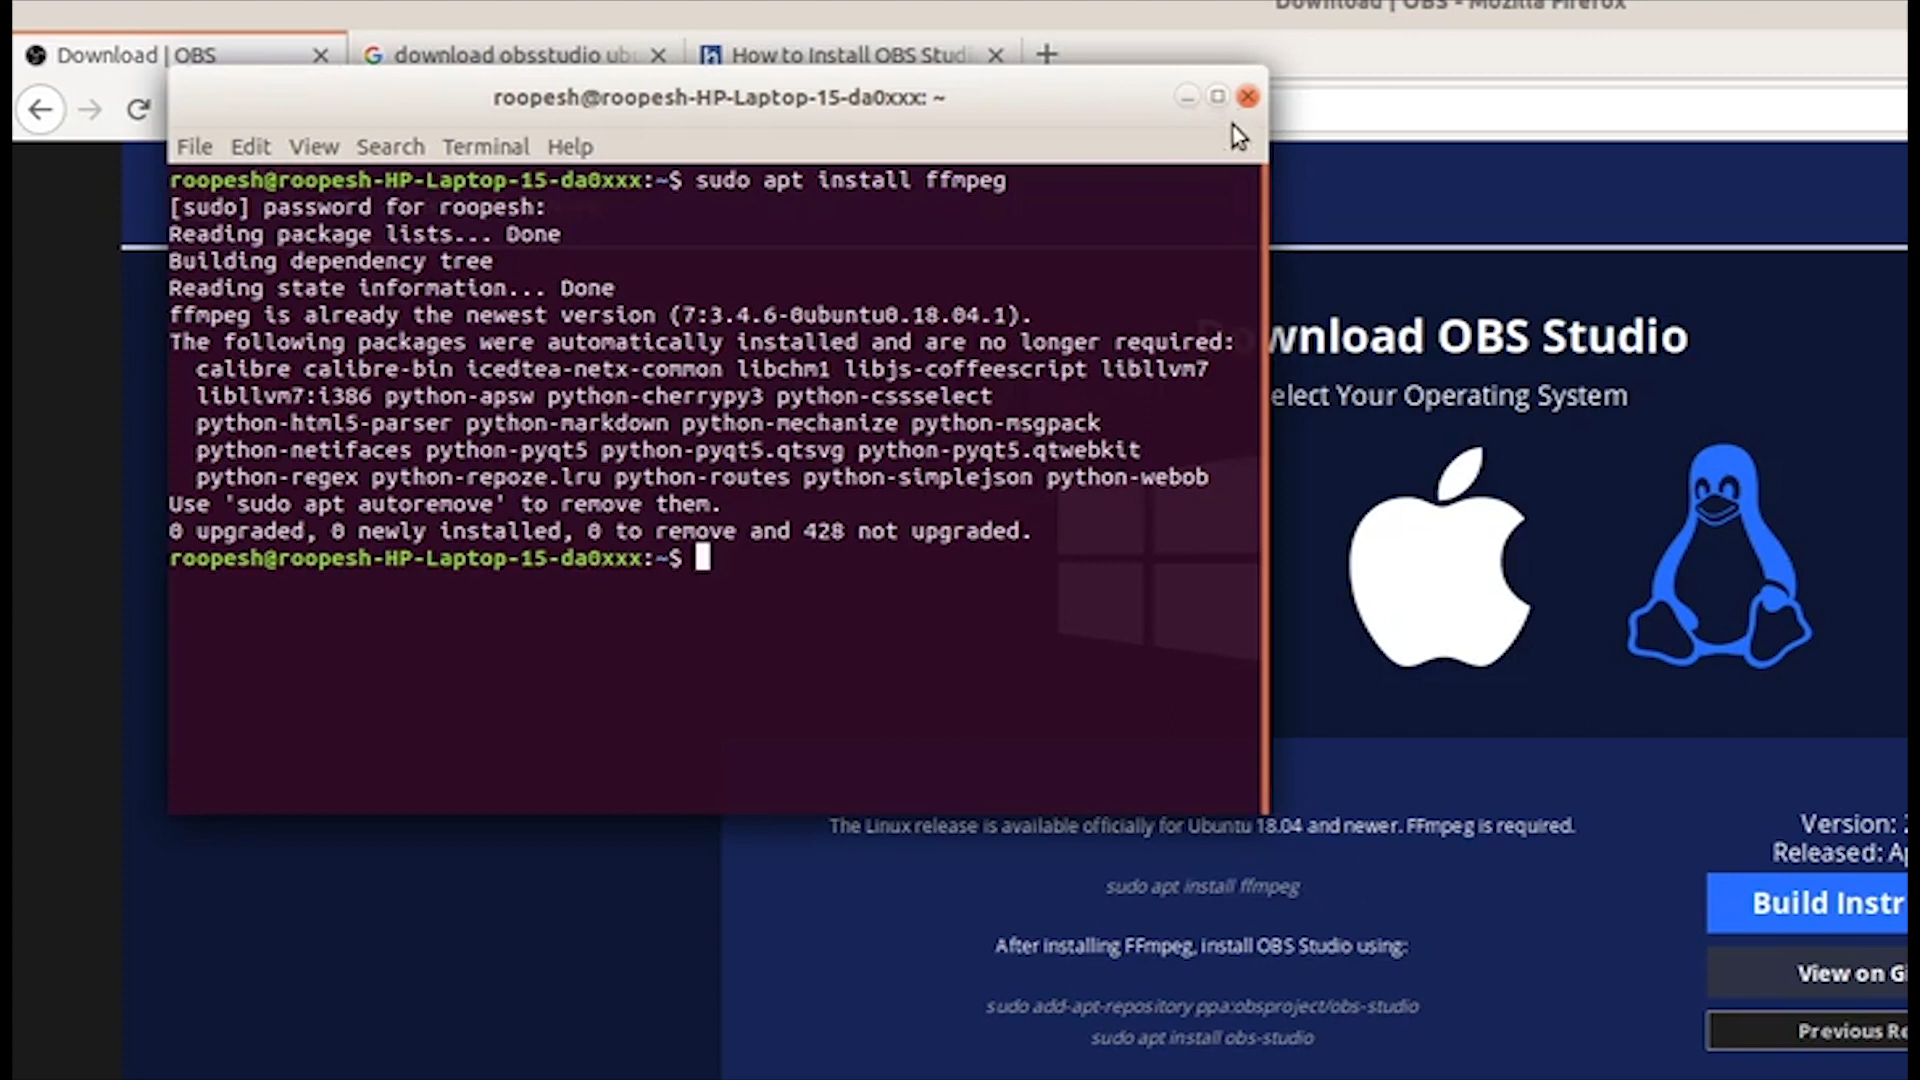 Download | OBS - Mozilla Firefox
Download | OBS
download obsstudio ub
How to Install OBS Stud
roopesh@roopesh-HP-Laptop-15-da0xxx: ~
File Edit View Search Terminal Help
roopesh@roopesh-HP-Laptop-15-da0xxx:~$ sudo apt install ffmpeg
[sudo] password for roopesh:
Reading package lists... Done
Building dependency tree
Reading state information... Done
ffmpeg is already the newest version (7:3.4.6-0ubuntu0.18.04.1).
The following packages were automatically installed and are no longer required:
calibre calibre-bin icedtea-netx-common libchm1 libjs-coffeescript libllvm7
libllvm7:i386 python-apsw python-cherrypy3 python-cssselect
python-html5-parser python-markdown python-mechanize python-msgpack
python-netifaces python-pyqt5 python-pyqt5.qtsvg python-pyqt5.qtwebkit
python-regex python-repoze.lru python-routes python-simplejson python-webob
Use 'sudo apt autoremove' to remove them.
0 upgraded, 0 newly installed, 0 to remove and 428 not upgraded.
roopesh@roopesh-HP-Laptop-15-da0xxx:~$
wnload OBS Studio
elect Your Operating System
The Linux release is available officially for Ubuntu 18.04 and newer. FFmpeg is required.
sudo apt install ffmpeg
After installing FFmpeg, install OBS Studio using:
sudo add-apt-repository ppa:obsproject/obs-studio
sudo apt install obs-studio
Version:
Released: Ap
Build Instr
View on Gi
Previous Re